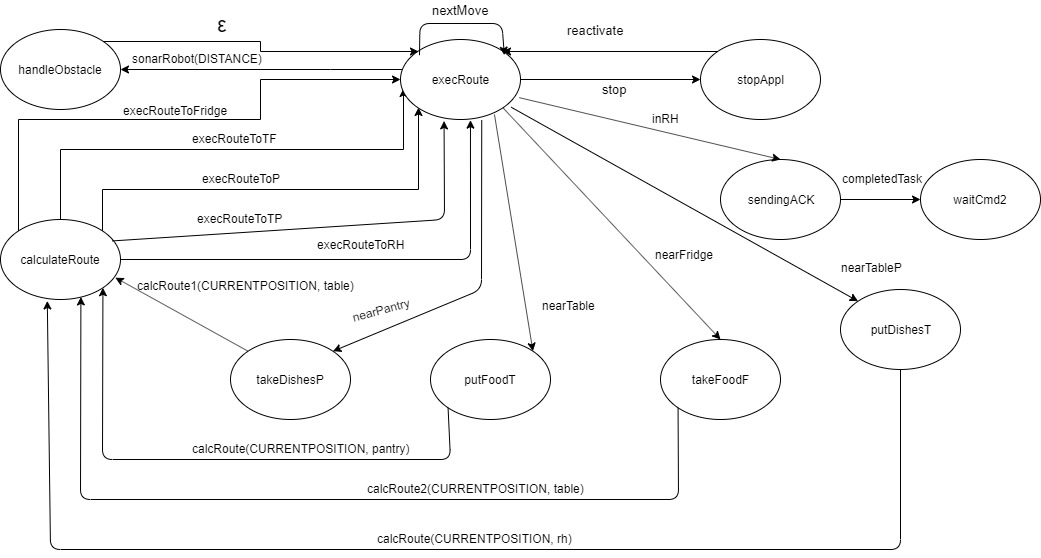 nextMove
ε
reactivate
sonarRobot(DISTANCE)
handleObstacle
execRoute
stopAppl
stop
execRouteToFridge
inRH
execRouteToTF
completedTask
execRouteToP
sendingACK
waitCmd2
execRouteToTP
execRouteToRH
nearFridge
calculateRoute
nearTableP
calcRoute1(CURRENTPOSITION, table)
nearPantry
nearTable
putDishesT
takeDishesP
putFoodT
takeFoodF
calcRoute(CURRENTPOSITION, pantry)
calcRoute2(CURRENTPOSITION, table)
calcRoute(CURRENTPOSITION, rh)